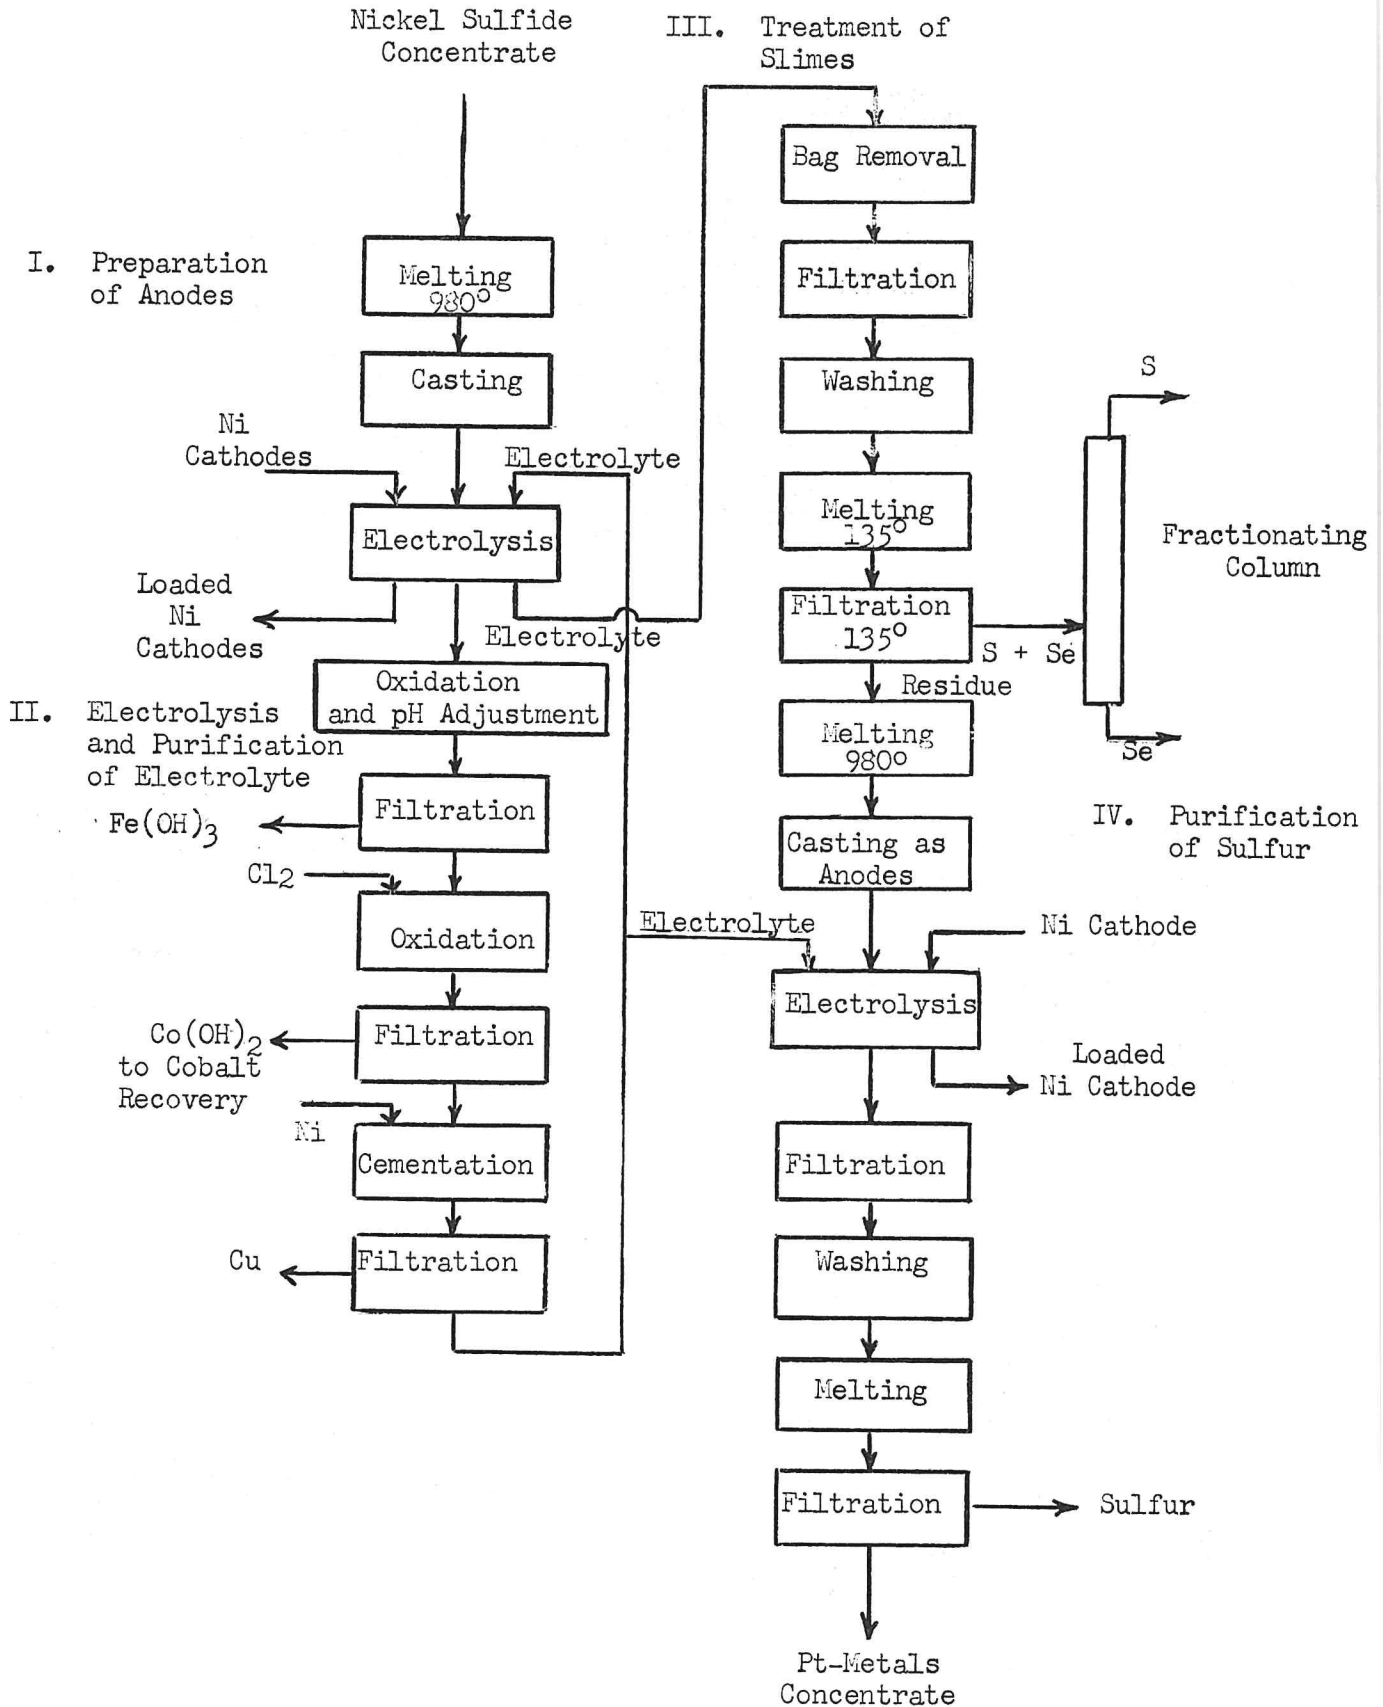 Nickel Sulfide
Concentrate
I. Preparation
of Anodes
Melting
980°
Casting
Ni
Cathodes
Electrolyte
Electrolysis
Loaded
Ni
Cathodes
Electrolyte
Oxidation
and pH Adjustment
II. Electrolysis
and Purification
of Electrolyte
Filtration
Fe(OH)3
Cl2
Oxidation
Filtration
Co(OH)2
to Cobalt
Recovery
Ni
Cementation
Filtration
Cu
III. Treatment of
Slimes
Bag Removal
Filtration
Washing
Melting
135°
Filtration
135°
S + Se
Residue
S
Fractionating
Column
Se
IV. Purification
of Sulfur
Melting
980°
Casting as
Anodes
Electrolyte
Ni Cathode
Electrolysis
Loaded
Ni Cathode
Filtration
Washing
Melting
Filtration
Sulfur
Pt-Metals
Concentrate